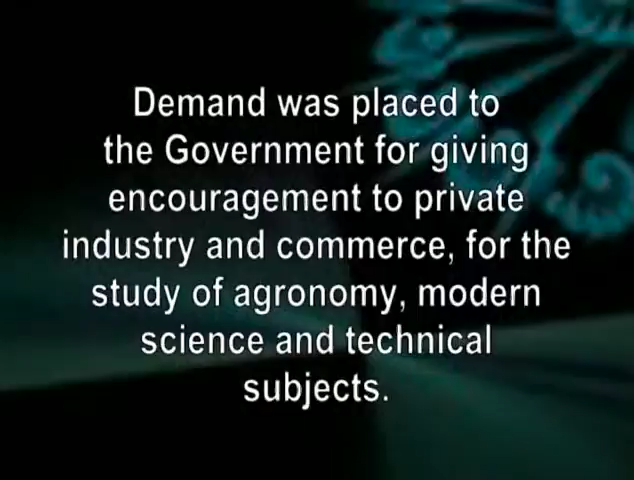 Demand was placed to
the Government for giving
encouragement to private
industry and commerce, for the
study of agronomy, modern
science and technical
subjects.